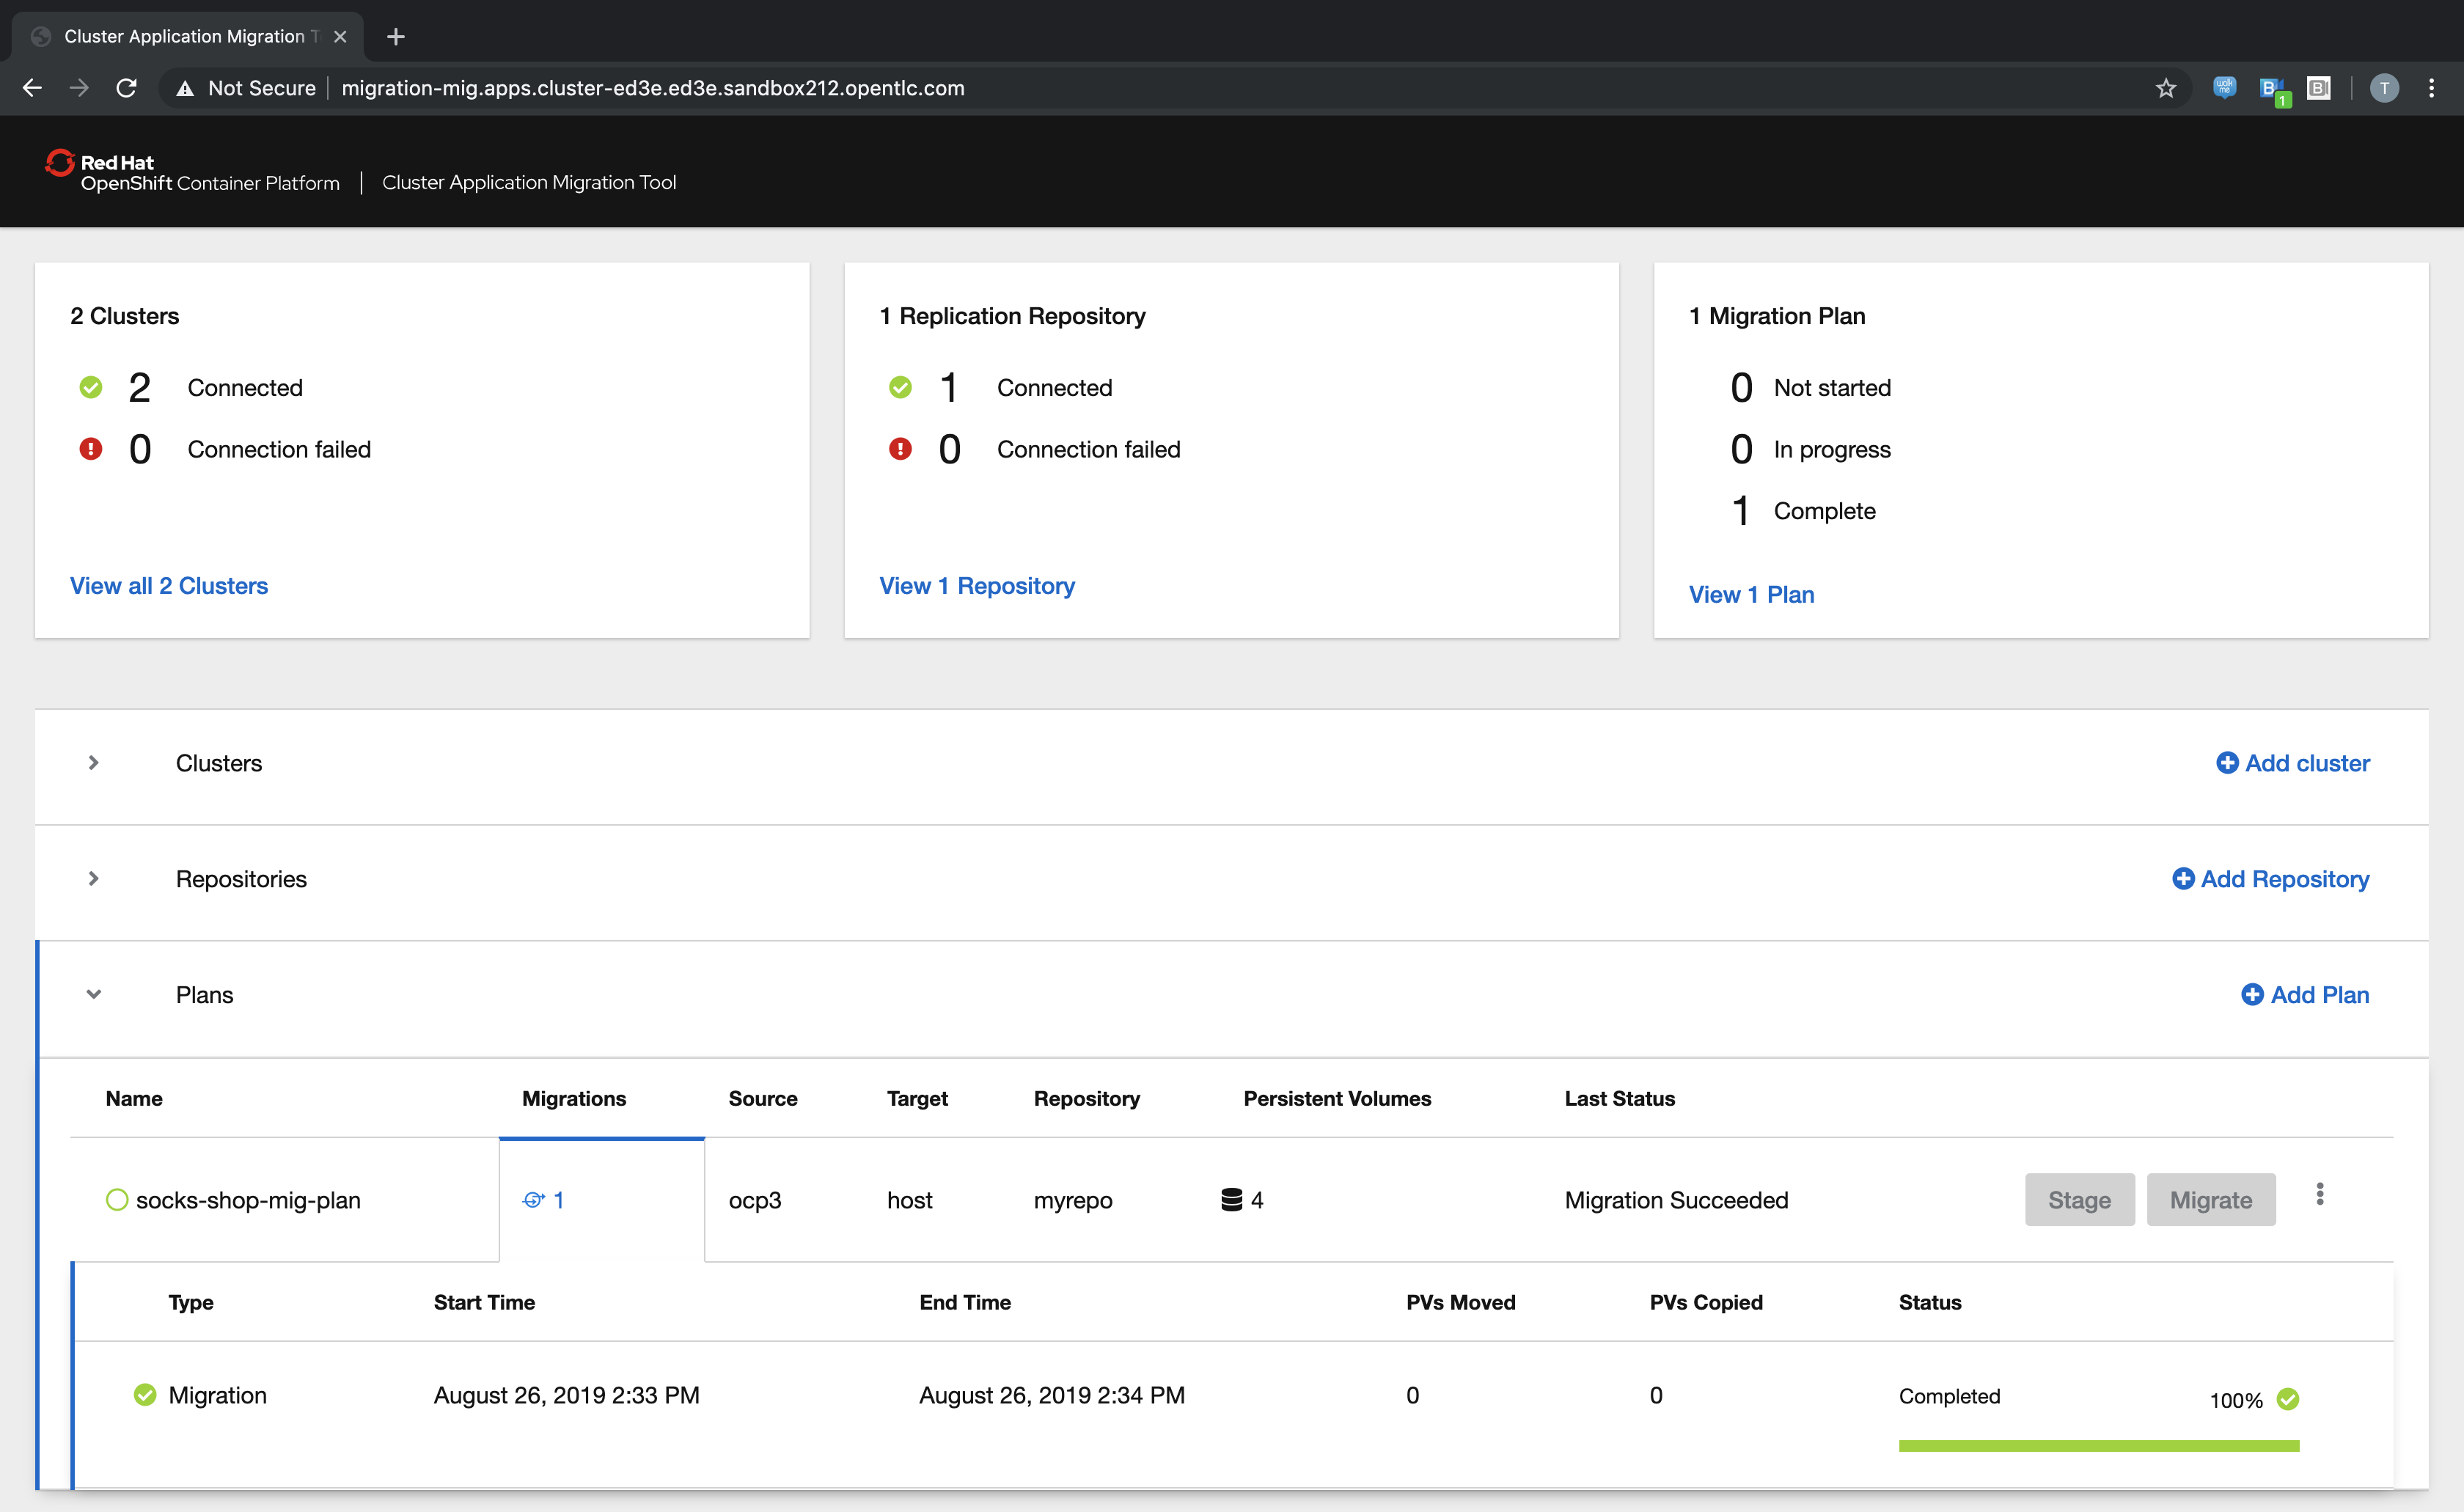 Cluster Application Migration T
Not Secure
migration-mig.apps.cluster-ed3e.ed3e.sandbox212.opentlc.com
walk me
B
1
B
T
Red Hat
OpenShift Container Platform
Cluster Application Migration Tool
2 Clusters
2 Connected
0 Connection failed
View all 2 Clusters
1 Replication Repository
1 Connected
0 Connection failed
View 1 Repository
1 Migration Plan
0 Not started
0 In progress
1 Complete
View 1 Plan
Clusters
Add cluster
Repositories
Add Repository
Plans
Add Plan
Name Migrations Source Target Repository Persistent Volumes Last Status
socks-shop-mig-plan 1 ocp3 host myrepo 4 Migration Succeeded Stage Migrate
Type Start Time End Time PVs Moved PVs Copied Status
Migration August 26, 2019 2:33 PM August 26, 2019 2:34 PM 0 0 Completed 100%